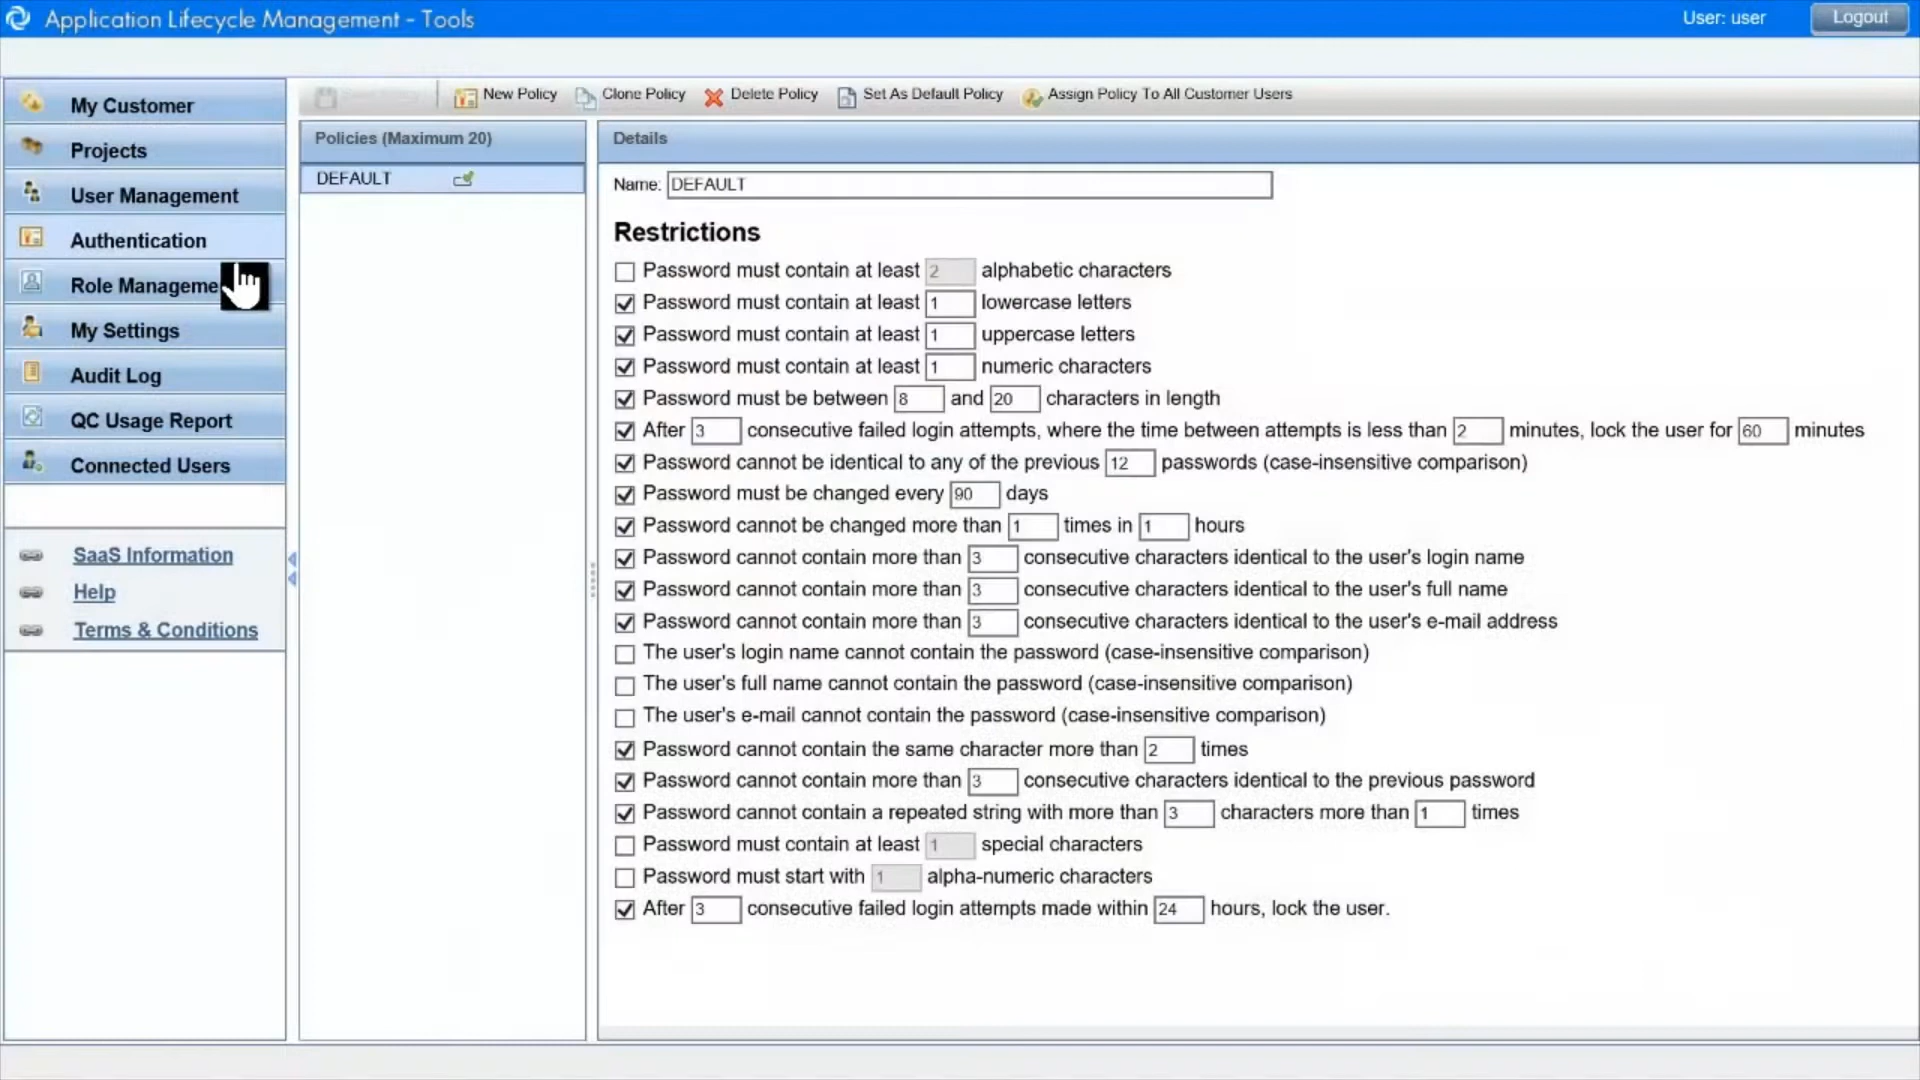 Application Lifecycle Management - Tools
User: user
Logout
My Customer
Projects
User Management
Authentication
Role Manageme
My Settings
Audit Log
QC Usage Report
Connected Users
SaaS Information
Help
Terms & Conditions
New Policy
Clone Policy
Delete Policy
Set As Default Policy
Assign Policy To All Customer Users
Policies (Maximum 20)
DEFAULT
Details
Name: DEFAULT
Restrictions
Password must contain at least 2 alphabetic characters
Password must contain at least 1 lowercase letters
Password must contain at least 1 uppercase letters
Password must contain at least 1 numeric characters
Password must be between 8 and 20 characters in length
After 3 consecutive failed login attempts, where the time between attempts is less than 2 minutes, lock the user for 60 minutes
Password cannot be identical to any of the previous 12 passwords (case-insensitive comparison)
Password must be changed every 90 days
Password cannot be changed more than 1 times in 1 hours
Password cannot contain more than 3 consecutive characters identical to the user's login name
Password cannot contain more than 3 consecutive characters identical to the user's full name
Password cannot contain more than 3 consecutive characters identical to the user's e-mail address
The user's login name cannot contain the password (case-insensitive comparison)
The user's full name cannot contain the password (case-insensitive comparison)
The user's e-mail cannot contain the password (case-insensitive comparison)
Password cannot contain the same character more than 2 times
Password cannot contain more than 3 consecutive characters identical to the previous password
Password cannot contain a repeated string with more than 3 characters more than 1 times
Password must contain at least 1 special characters
Password must start with 1 alpha-numeric characters
After 3 consecutive failed login attempts made within 24 hours, lock the user.